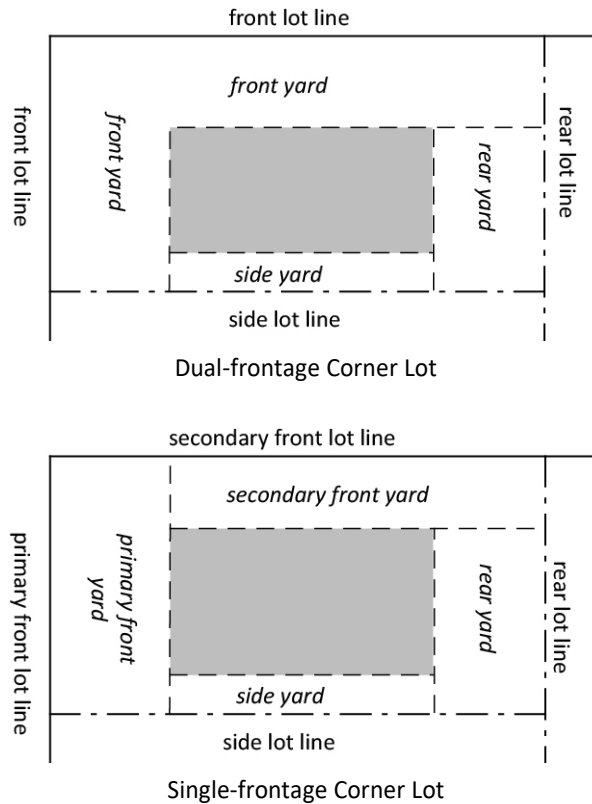 front lot line
front yard
front lot line
front yard
rear yard
rear lot line
side yard
side lot line
Dual-frontage Corner Lot
secondary front lot line
secondary front yard
primary front lot line
primary front
yard
rear yard
rear lot line
side yard
side lot line
Single-frontage Corner Lot